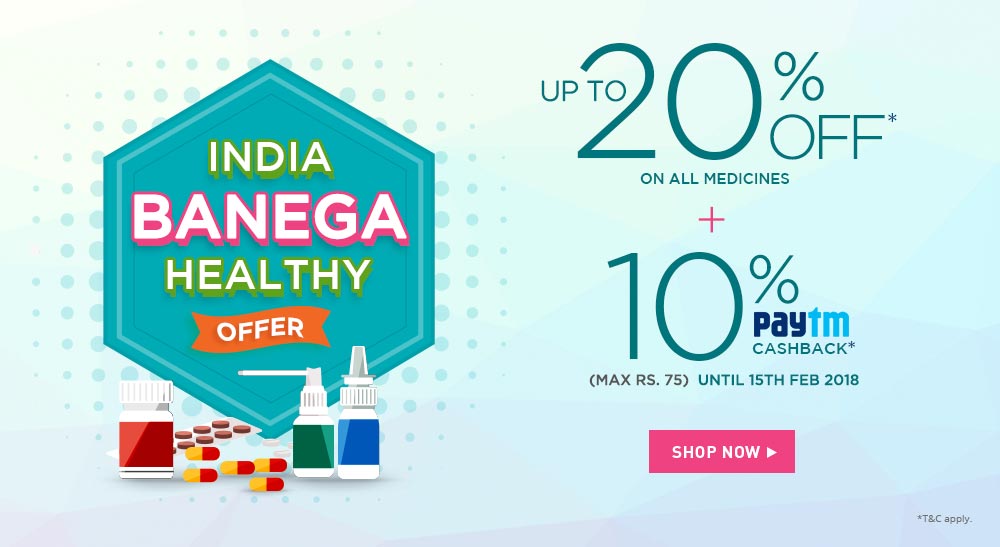 INDIA
BANEGA
HEALTHY
OFFER
UP TO 20% OFF*
ON ALL MEDICINES
+
10% paytm
CASHBACK*
(MAX RS. 75) UNTIL 15TH FEB 2018
SHOP NOW ▶
*T&C apply.